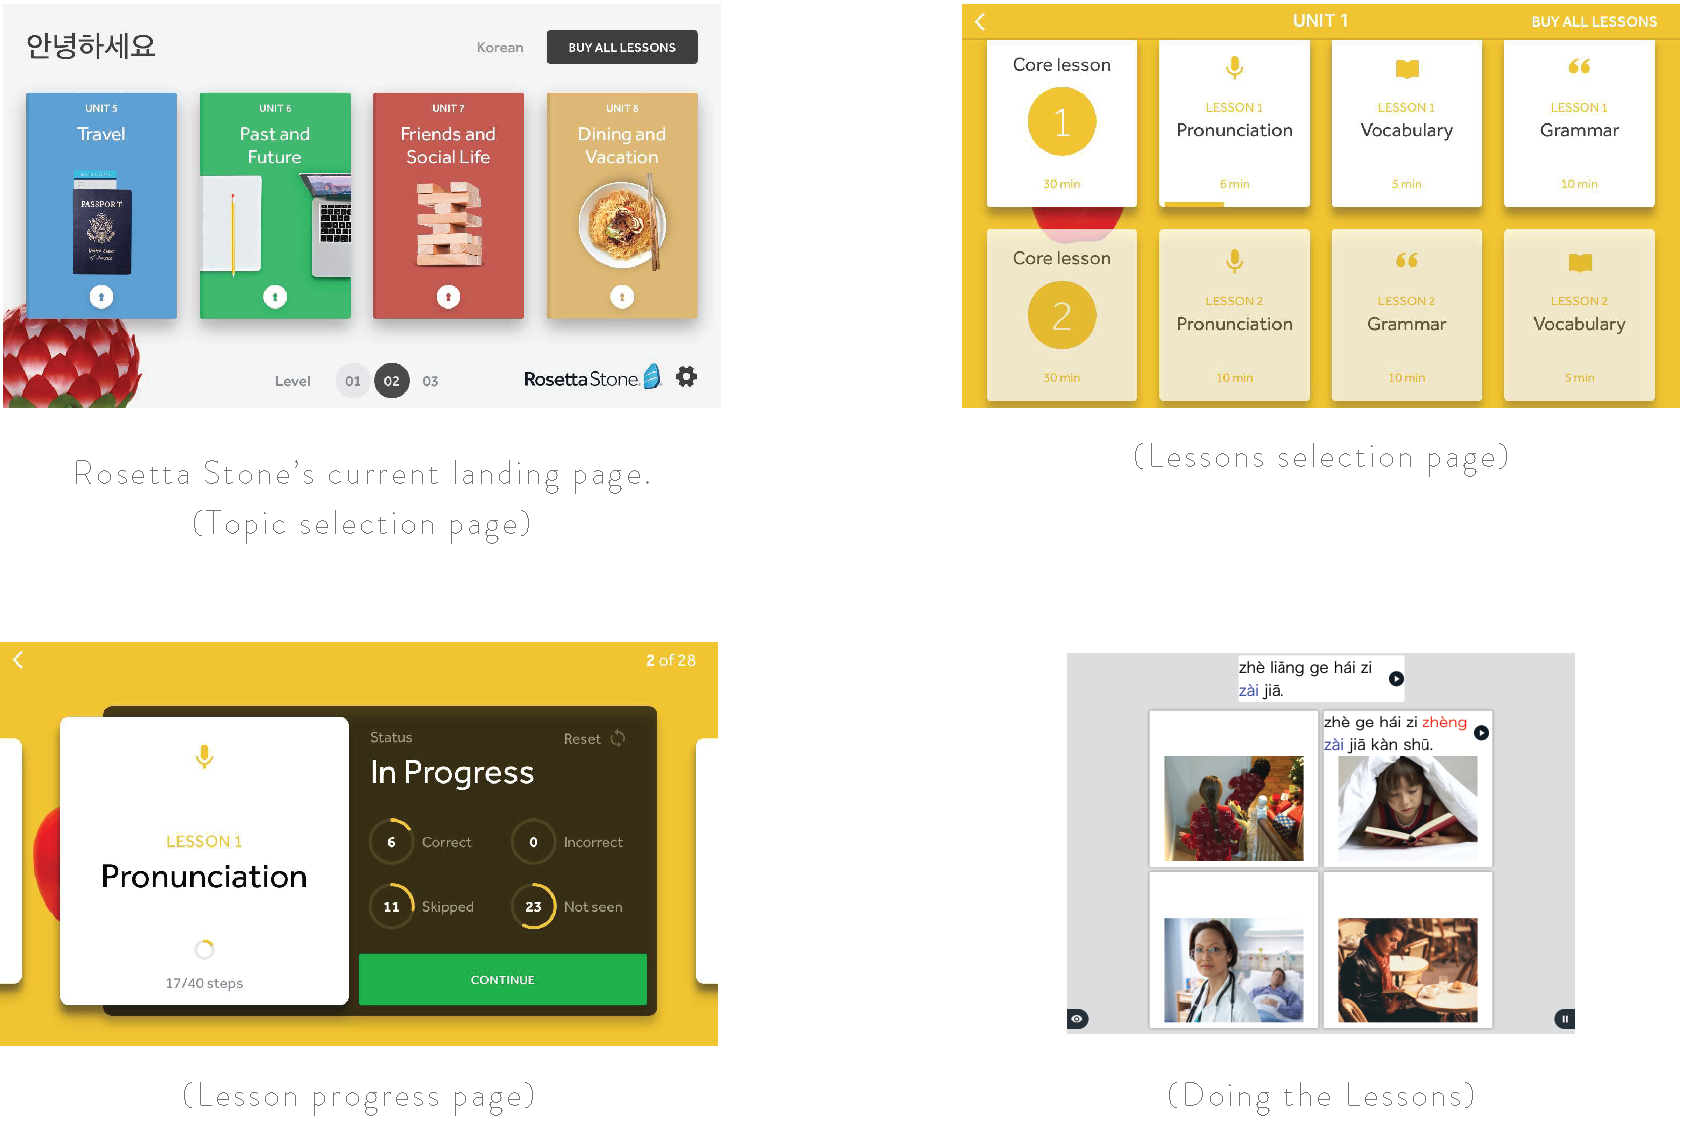 안녕하세요
Korean
BUY ALL LESSONS
UNIT 5
Travel
UNIT 6
Past and
Future
UNIT 7
Friends and
Social Life
UNIT 8
Dining and
Vacation
PASSPORT
Level
01
02
03
Rosetta Stone
Rosetta Stone's current landing page.
(Topic selection page)
UNIT 1
BUY ALL LESSONS
Core lesson
1
30 min
LESSON 1
Pronunciation
6 min
LESSON 1
Vocabulary
5 min
LESSON 1
Grammar
10 min
Core lesson
2
30 min
LESSON 2
Pronunciation
10 min
LESSON 2
Grammar
10 min
LESSON 2
Vocabulary
5 min
(Lessons selection page)
2 of 28
LESSON 1
Pronunciation
17/40 steps
Status
Reset
In Progress
6 Correct
0 Incorrect
11 Skipped
23 Not seen
CONTINUE
(Lesson progress page)
zhè liǎng ge hái zi
zài jiā.
zhè ge hái zi zhèng
zài jiā kàn shū.
(Doing the Lessons)